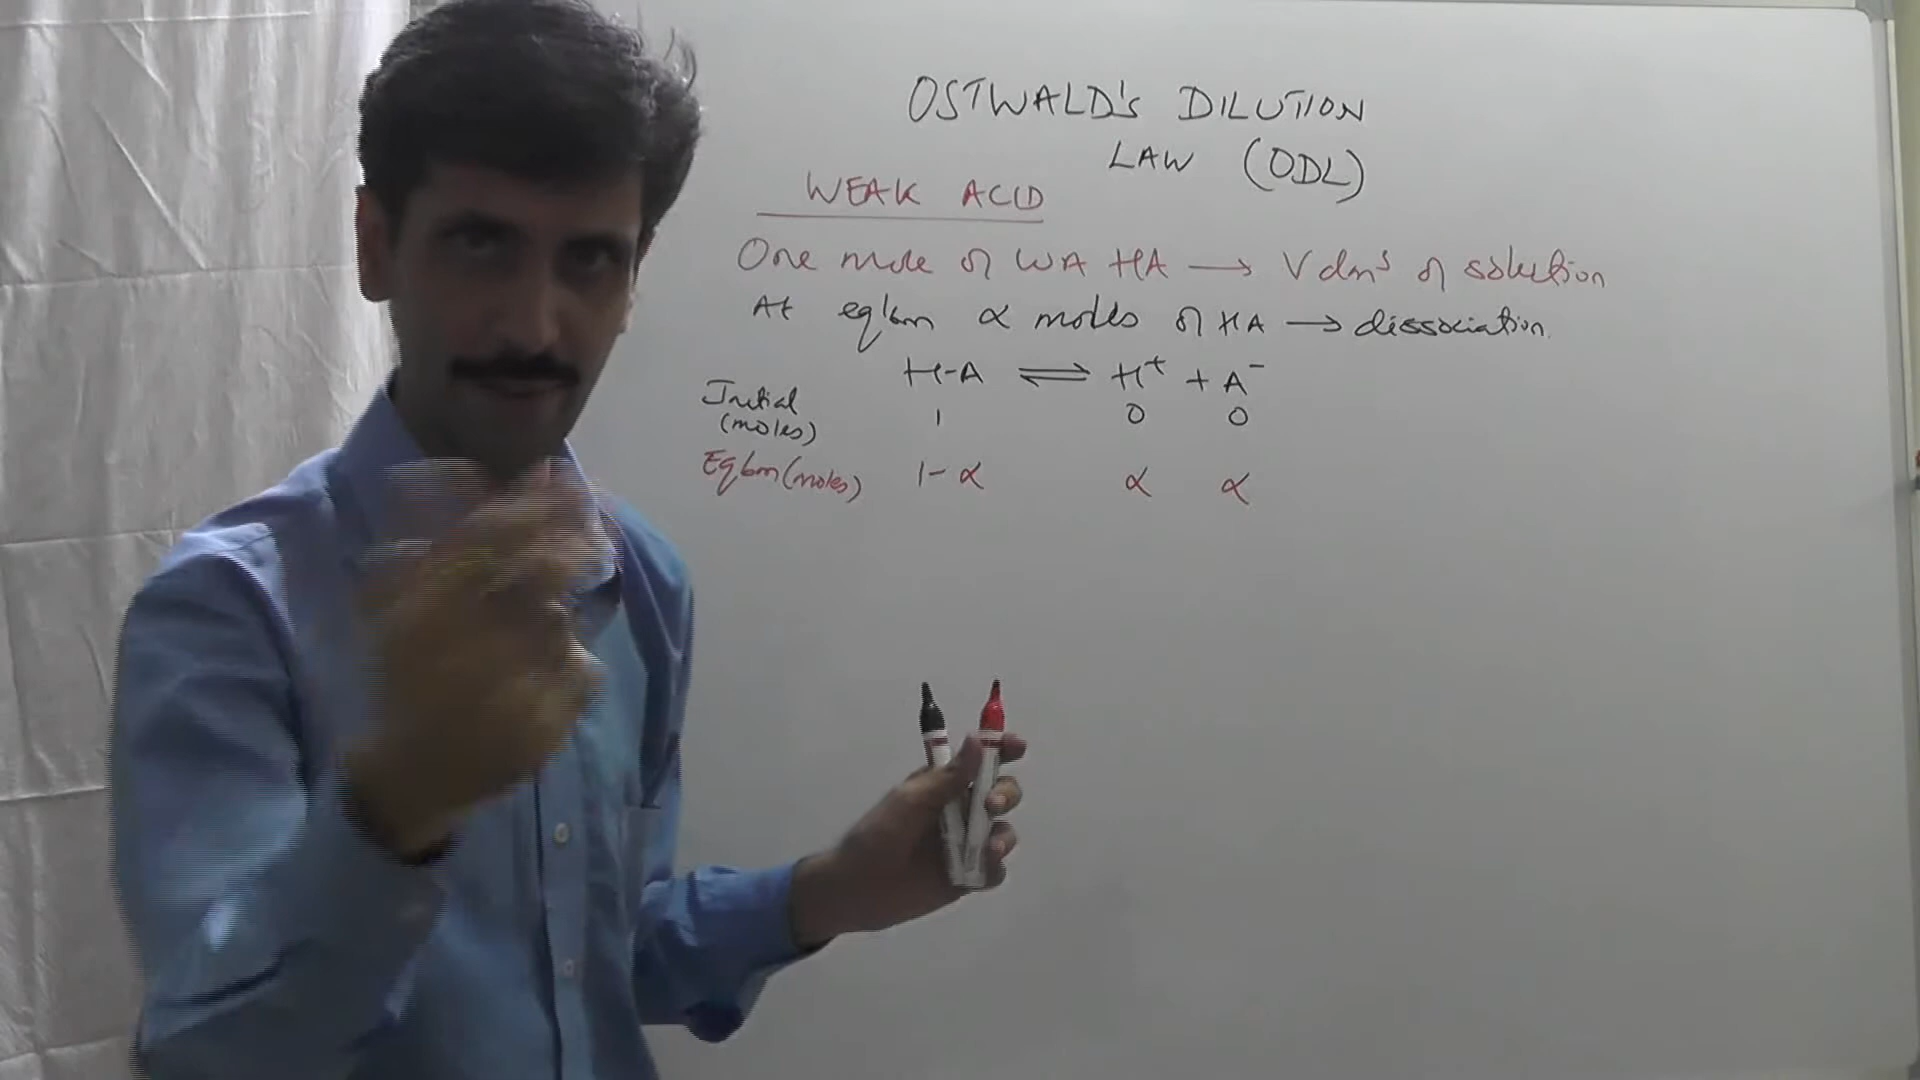 OSTWALD'S DILUTION
LAW (ODL)
WEAK ACID
One mole of WA HA → V dm³ of solution
At eqlbm α moles of HA → dissociation.
H-A ⇌ H⁺ + A⁻
Initial (moles) 1 0 0
Eqbm (moles) 1-α α α